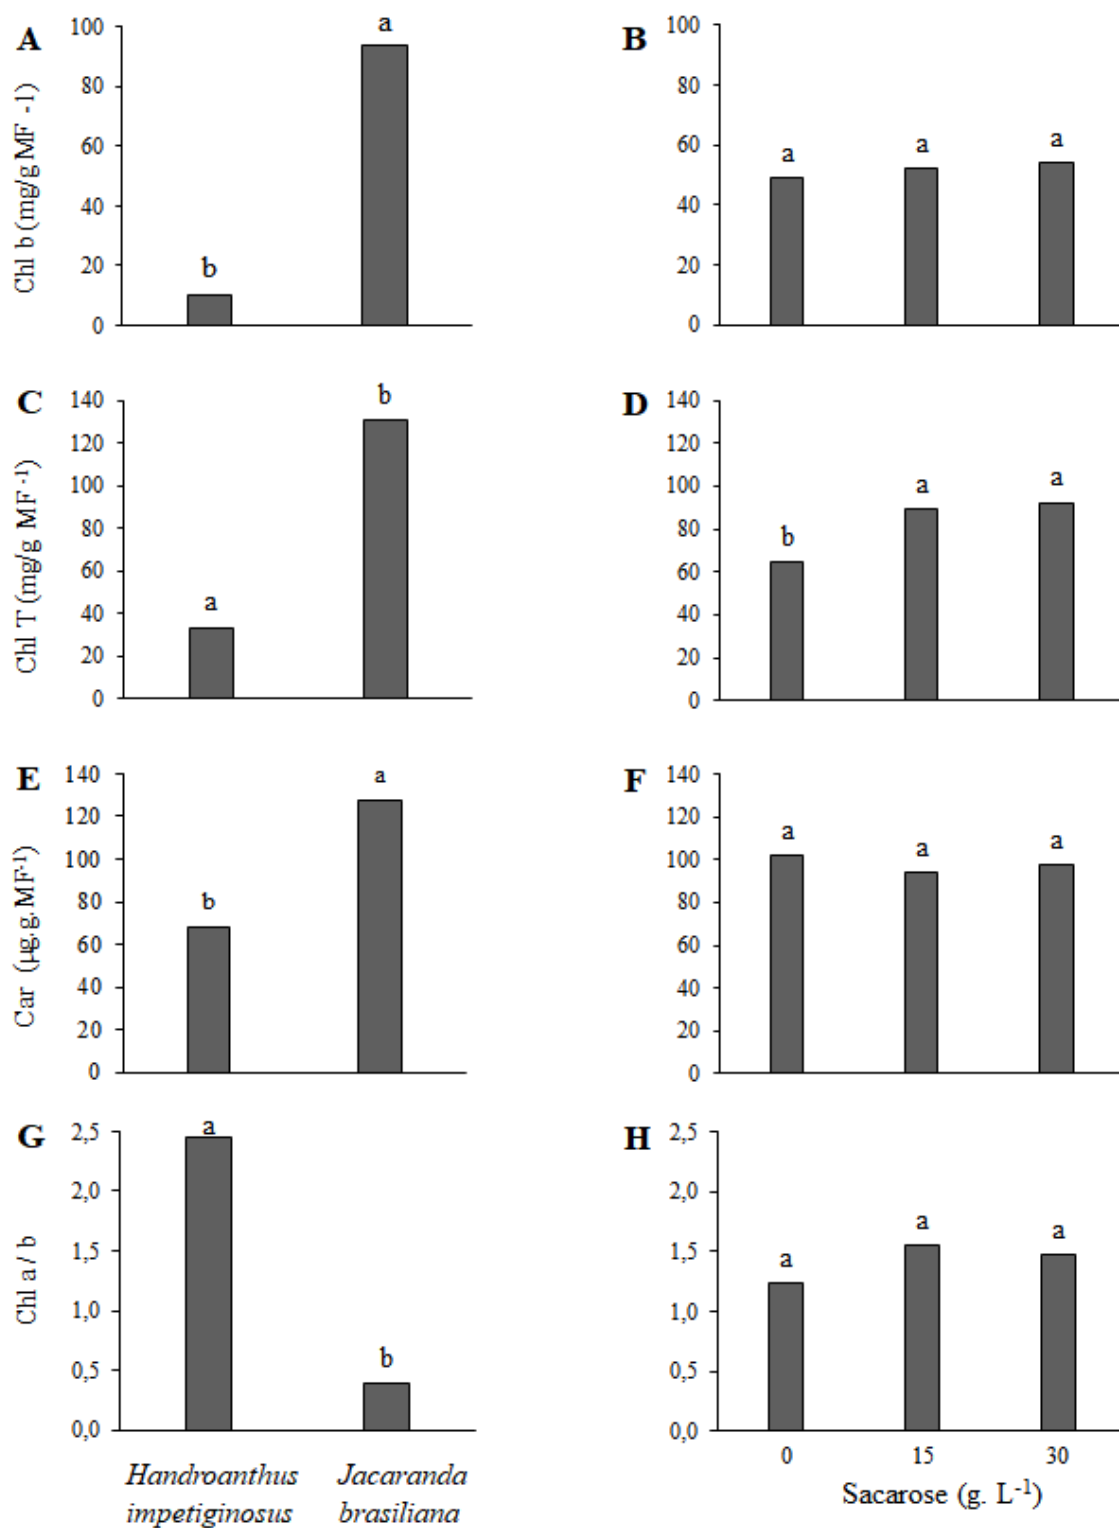 A
Chl b (mg/g MF -1)
100
80
60
40
20
0
b
a
B
100
80
60
40
20
0
a
a
a
C
Chl T (mg/g MF -1)
140
120
100
80
60
40
20
0
a
b
D
140
120
100
80
60
40
20
0
b
a
a
E
Car (µg.g.MF-1)
140
120
100
80
60
40
20
0
b
a
F
140
120
100
80
60
40
20
0
a
a
a
G
Chl a / b
2,5
2,0
1,5
1,0
0,5
0,0
a
b
Handroanthus
impetiginosus
Jacaranda
brasiliana
H
2,5
2,0
1,5
1,0
0,5
0,0
a
a
a
0 15 30
Sacarose (g. L-1)